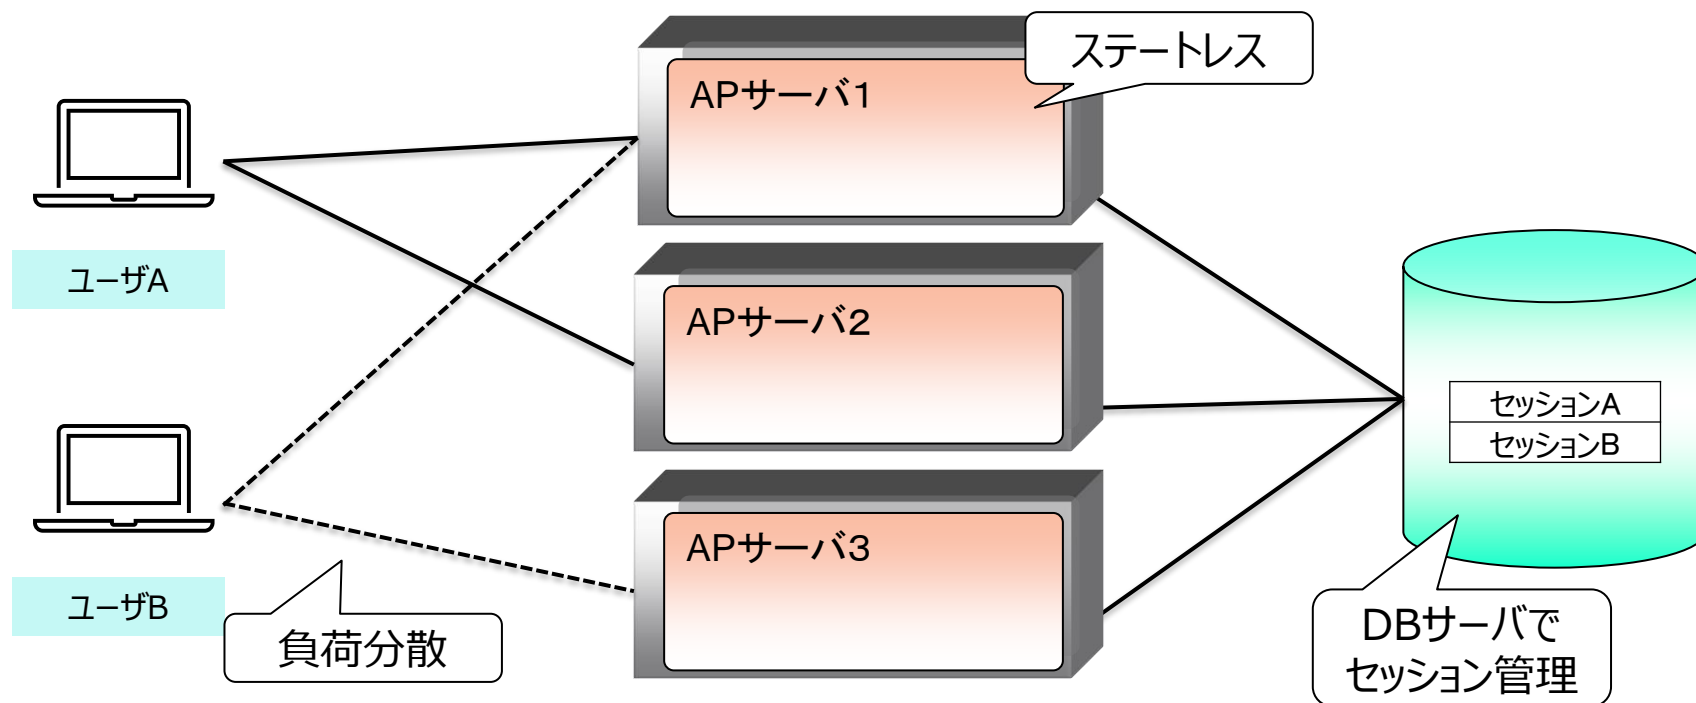 ステートレス
APサーバ1
ユーザA
APサーバ2
セッションA
セッションB
APサーバ3
ユーザB
負荷分散
DBサーバで
セッション管理